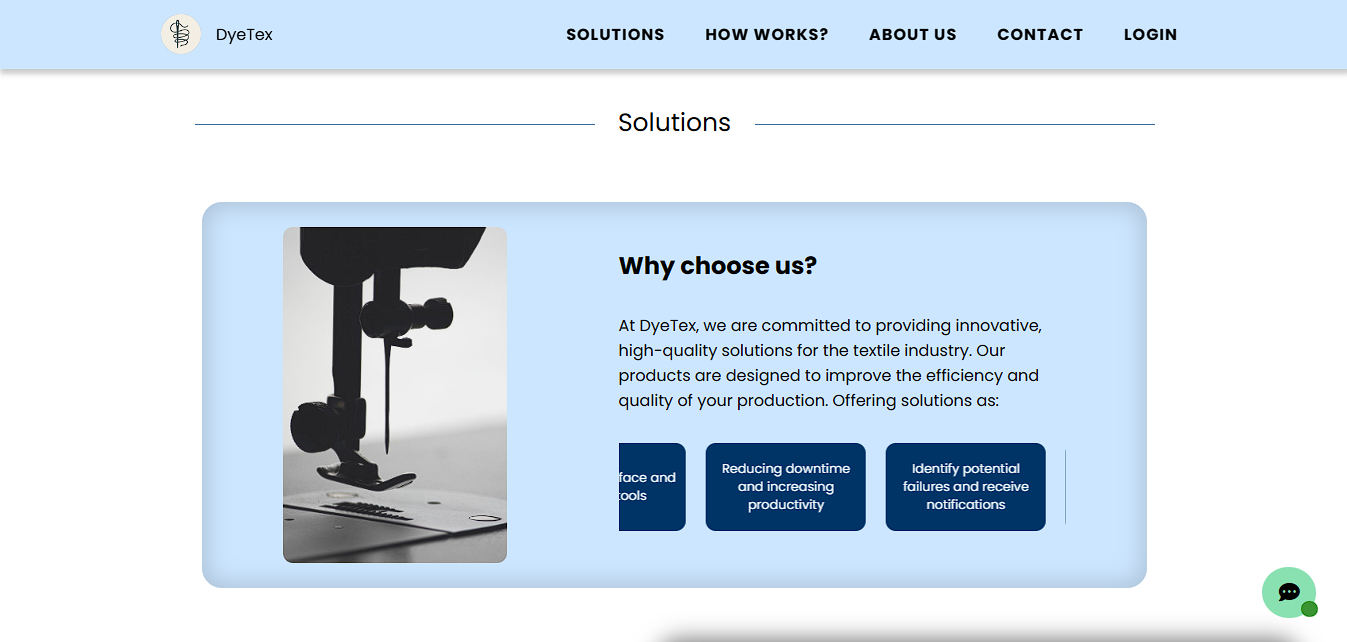 DyeTex
SOLUTIONS
HOW WORKS?
ABOUT US
CONTACT
LOGIN
Solutions
Why choose us?
At DyeTex, we are committed to providing innovative,
high-quality solutions for the textile industry. Our
products are designed to improve the efficiency and
quality of your production. Offering solutions as:
face and
tools
Reducing downtime
and increasing
productivity
Identify potential
failures and receive
notifications